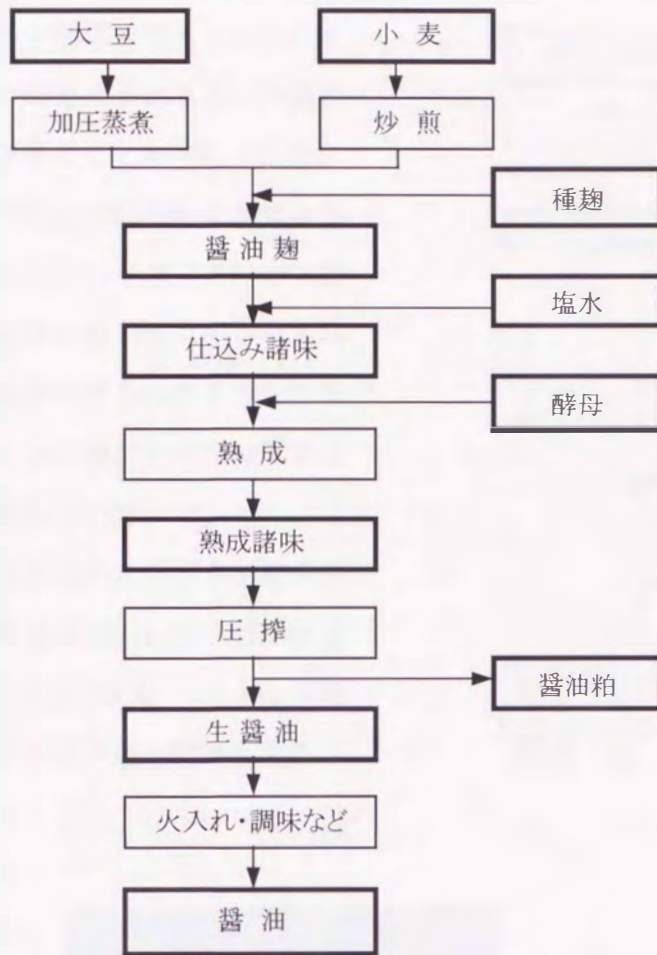 大豆
小麦
加圧蒸煮
炒煎
種麹
醤油麹
塩水
仕込み諸味
酵母
熟成
熟成諸味
圧搾
醤油粕
生醤油
火入れ・調味など
醤油